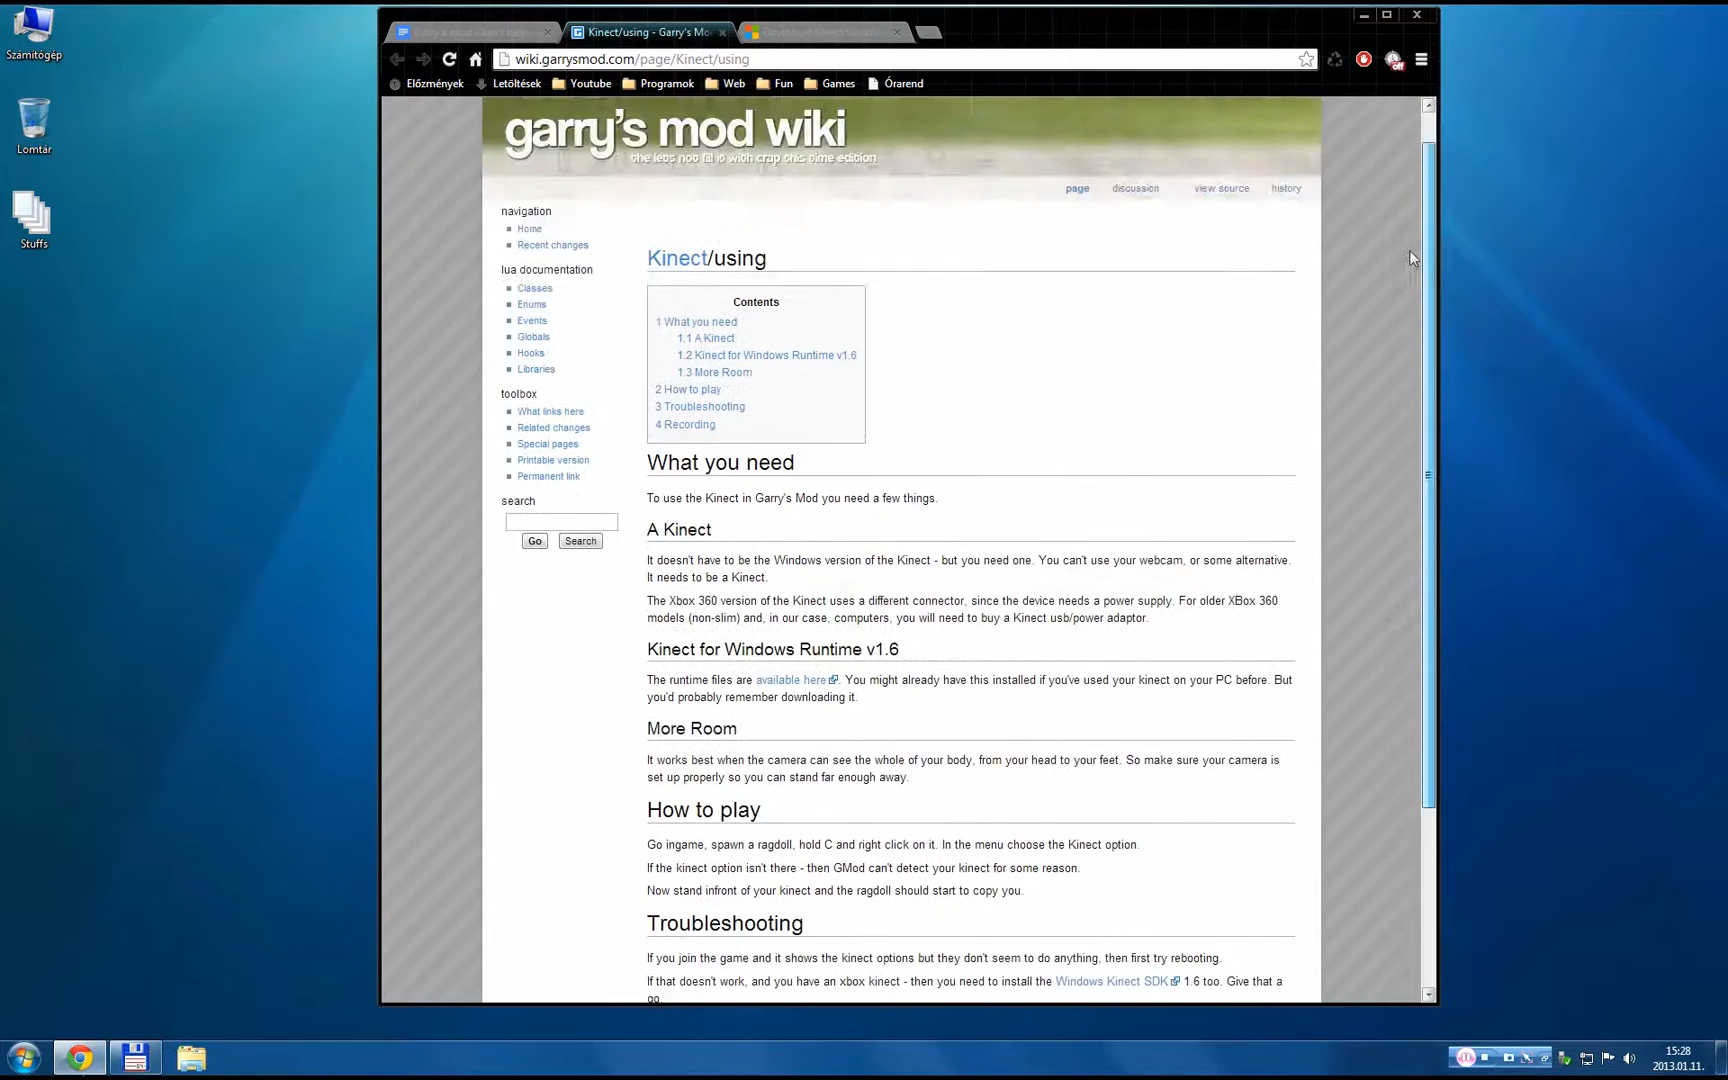 Számítógép
Lomtár
Stuffs
Kinect/using - Garry's Mo
wiki.garrysmod.com/page/Kinect/using
Előzmények
Letöltések
Youtube
Programok
Web
Fun
Games
Órarend
garry's mod wiki
the lets not fill it with crap this time edition
page
discussion
view source
history
navigation
Home
Recent changes
lua documentation
Classes
Enums
Events
Globals
Hooks
Libraries
toolbox
What links here
Related changes
Special pages
Printable version
Permanent link
search
Go
Search
Kinect/using
Contents
1 What you need
1.1 A Kinect
1.2 Kinect for Windows Runtime v1.6
1.3 More Room
2 How to play
3 Troubleshooting
4 Recording
What you need
To use the Kinect in Garry's Mod you need a few things.
A Kinect
It doesn't have to be the Windows version of the Kinect - but you need one. You can't use your webcam, or some alternative.
It needs to be a Kinect.
The Xbox 360 version of the Kinect uses a different connector, since the device needs a power supply. For older XBox 360
models (non-slim) and, in our case, computers, you will need to buy a Kinect usb/power adaptor.
Kinect for Windows Runtime v1.6
The runtime files are available here. You might already have this installed if you've used your kinect on your PC before. But
you'd probably remember downloading it.
More Room
It works best when the camera can see the whole of your body, from your head to your feet. So make sure your camera is
set up properly so you can stand far enough away.
How to play
Go ingame, spawn a ragdoll, hold C and right click on it. In the menu choose the Kinect option.
If the kinect option isn't there - then GMod can't detect your kinect for some reason.
Now stand infront of your kinect and the ragdoll should start to copy you.
Troubleshooting
If you join the game and it shows the kinect options but they don't seem to do anything, then first try rebooting.
If that doesn't work, and you have an xbox kinect - then you need to install the Windows Kinect SDK 1.6 too. Give that a
go.
off
15:28
2013.01.11.